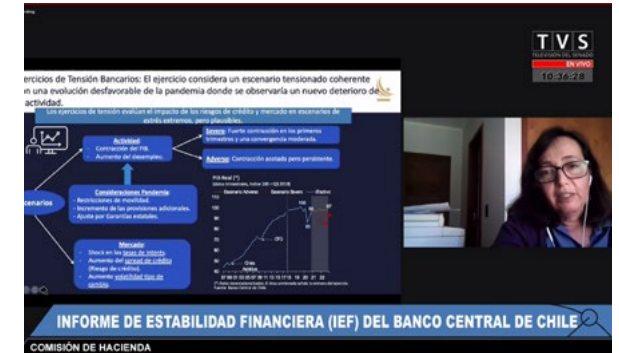 TVS
TELEVISIÓN DEL SENADO
EN VIVO
10:36:28
ercicios de Tensión Bancarios: El ejercicio considera un escenario tensionado coherente
n una evolución desfavorable de la pandemia donde se observaría un nuevo deterioro de
actividad.
Los ejercicios de tensión evalúan el impacto de los riesgos de crédito y mercado en escenarios de
estrés extremos, pero plausibles.
Actividad
- Contracción del PIB.
- Aumento del desempleo.
Severo: Fuerte contracción en los primeros
trimestres y una convergencia moderada.
Adverso: Contracción acotada pero persistente.
cenarios
Consideraciones Pandemia:
- Restricciones de movilidad.
- Incremento de las provisiones adicionales.
- Ajuste por Garantías estatales.
Mercado:
- Shock en las tasas de interés.
- Aumento del spread de crédito
(Riesgo de crédito).
- Aumento volatilidad tipo de
cambio.
PIB Real (*)
Escenario Adverso
Escenario Severo
Efectivo
Crisis
Asiática
CFG
INFORME DE ESTABILIDAD FINANCIERA (IEF) DEL BANCO CENTRAL DE CHILE
COMISIÓN DE HACIENDA